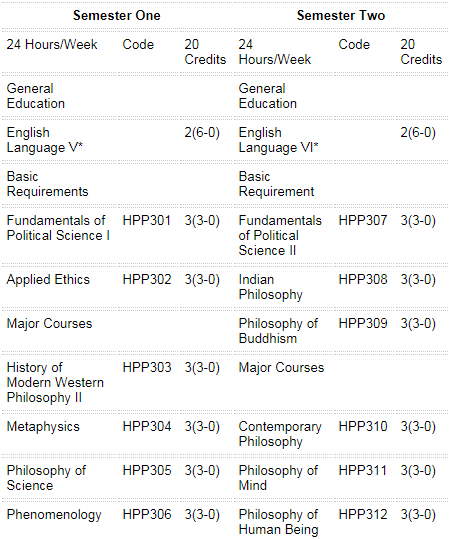 Semester One Semester Two
24 Hours/Week Code 20 Credits 24 Hours/Week Code 20 Credits
General Education General Education
English Language V* 2(6-0) English Language VI* 2(6-0)
Basic Requirements Basic Requirement
Fundamentals of Political Science I HPP301 3(3-0) Fundamentals of Political Science II HPP307 3(3-0)
Applied Ethics HPP302 3(3-0) Indian Philosophy HPP308 3(3-0)
Major Courses Philosophy of Buddhism HPP309 3(3-0)
History of Modern Western Philosophy II HPP303 3(3-0) Major Courses
Metaphysics HPP304 3(3-0) Contemporary Philosophy HPP310 3(3-0)
Philosophy of Science HPP305 3(3-0) Philosophy of Mind HPP311 3(3-0)
Phenomenology HPP306 3(3-0) Philosophy of Human Being HPP312 3(3-0)